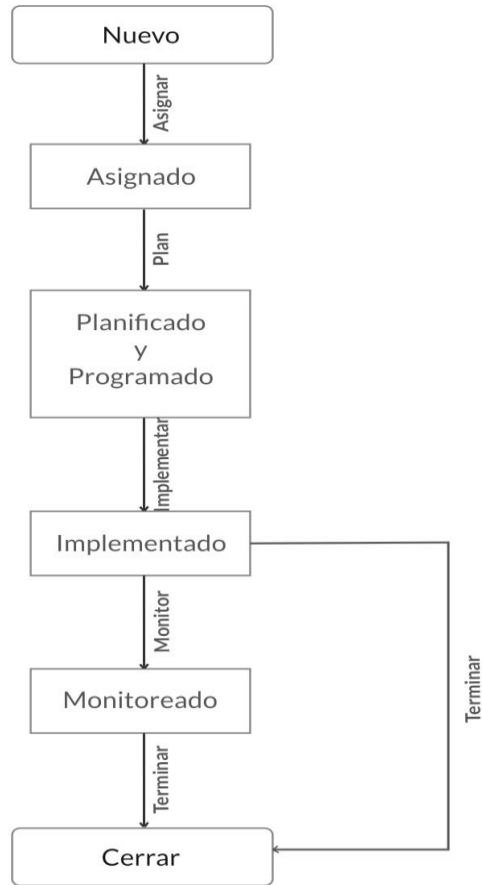 Nuevo
Asignar
Asignado
Plan
Planificado
y
Programado
Implementar
Implementado
Monitor
Monitoreado
Terminar
Terminar
Cerrar